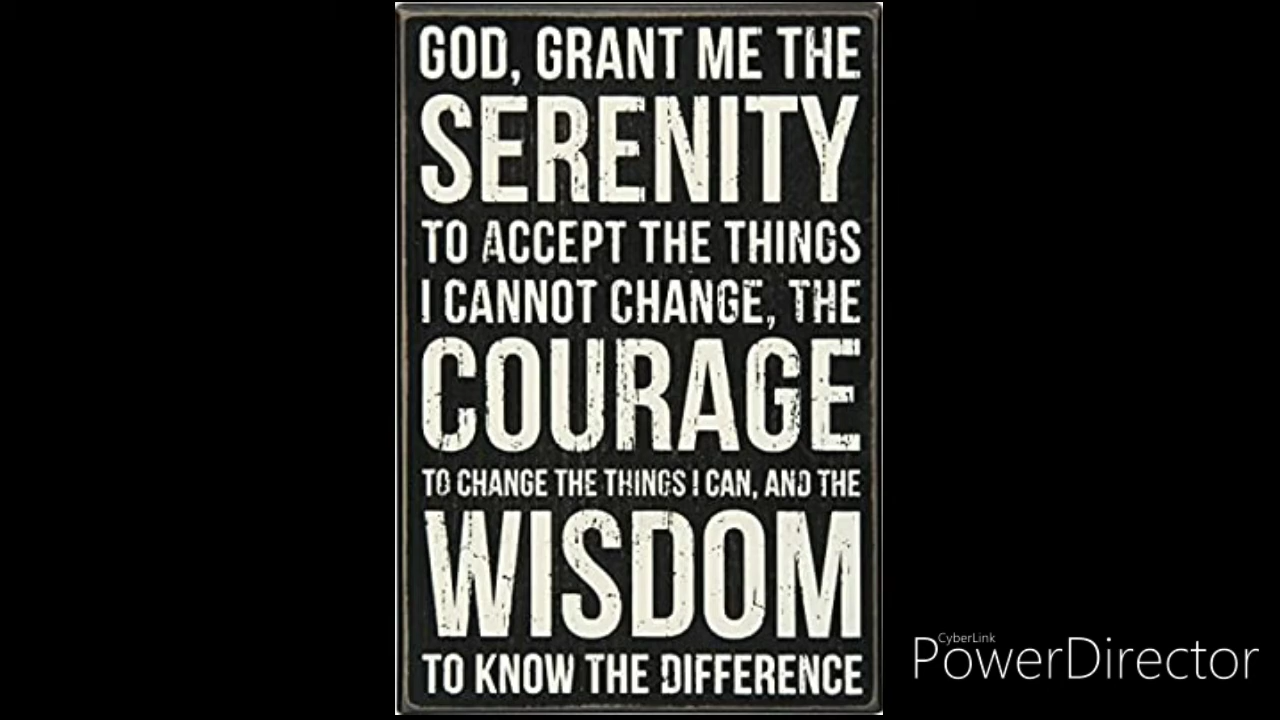 GOD, GRANT ME THE
SERENITY
TO ACCEPT THE THINGS
I CANNOT CHANGE, THE
COURAGE
TO CHANGE THE THINGS I CAN, AND THE
WISDOM
TO KNOW THE DIFFERENCE
CyberLink
PowerDirector